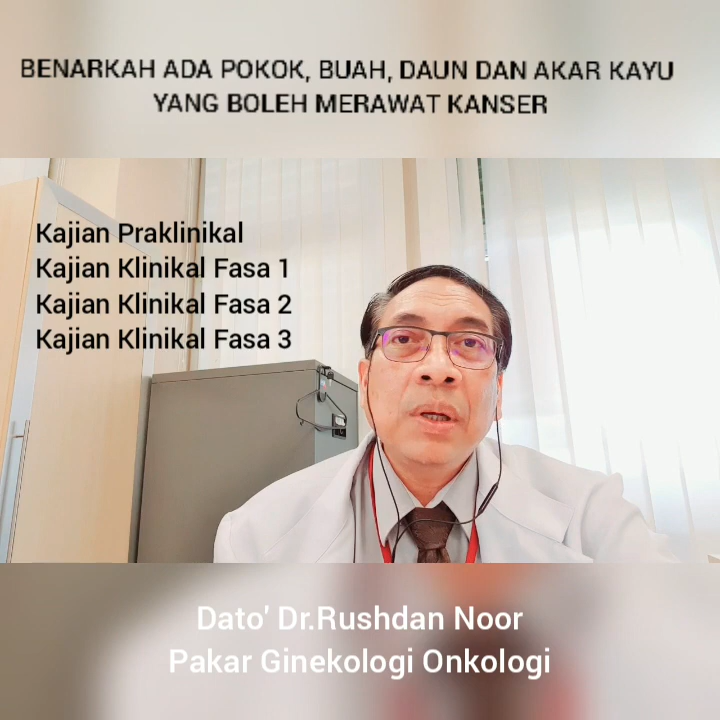 BENARKAH ADA POKOK, BUAH, DAUN DAN AKAR KAYU
YANG BOLEH MERAWAT KANSER
Kajian Praklinikal
Kajian Klinikal Fasa 1
Kajian Klinikal Fasa 2
Kajian Klinikal Fasa 3
Dato' Dr.Rushdan Noor
Pakar Ginekologi Onkologi